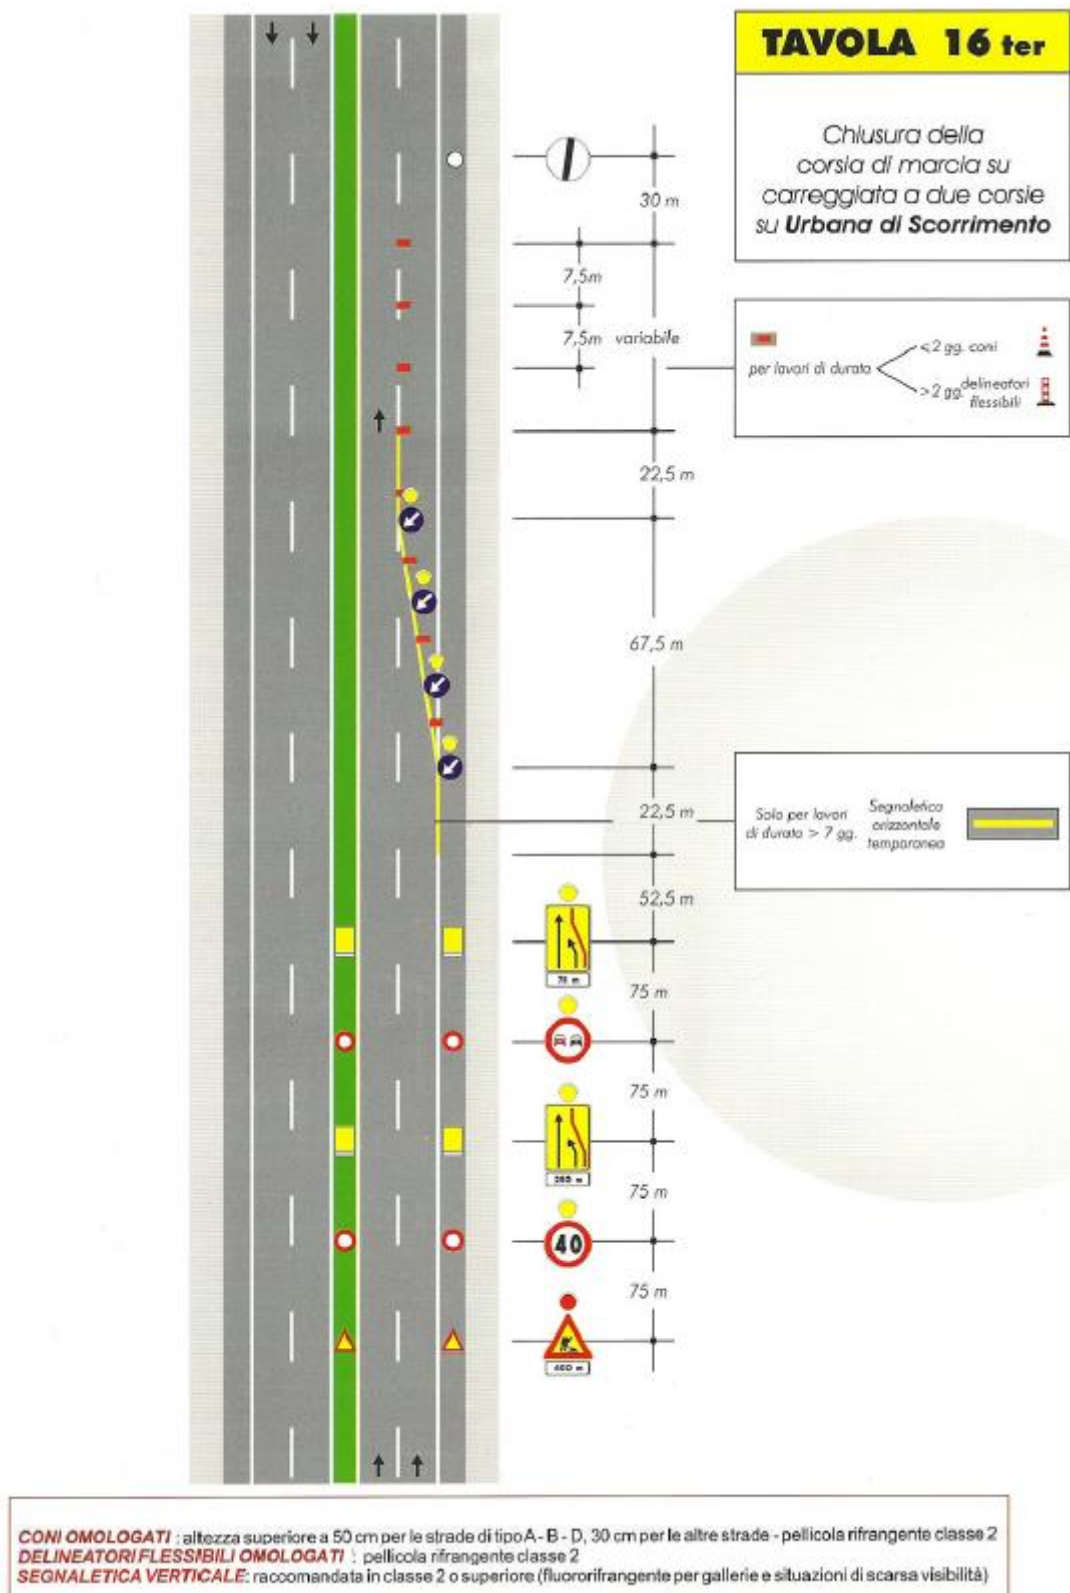 TAVOLA 16 ter
Chiusura della
corsia di marcia su
carreggiata a due corsie
su Urbana di Scorrimento
30 m
7,5m
7,5m
variabile
per lavori di durata
<2 gg. coni
>2 gg. delineatori
flessibili
22,5 m
67,5 m
22,5 m
Solo per lavori
di durata > 7 gg.
Segnaletica
orizzontale
temporanea
52,5 m
75 m
75 m
75 m
40
75 m
400 m
CONI OMOLOGATI : altezza superiore a 50 cm per le strade di tipo A - B - D, 30 cm per le altre strade - pellicola rifrangente classe 2
DELINEATORI FLESSIBILI OMOLOGATI : pellicola rifrangente classe 2
SEGNALETICA VERTICALE: raccomandata in classe 2 o superiore (fluororifrangente per gallerie e situazioni di scarsa visibilità)